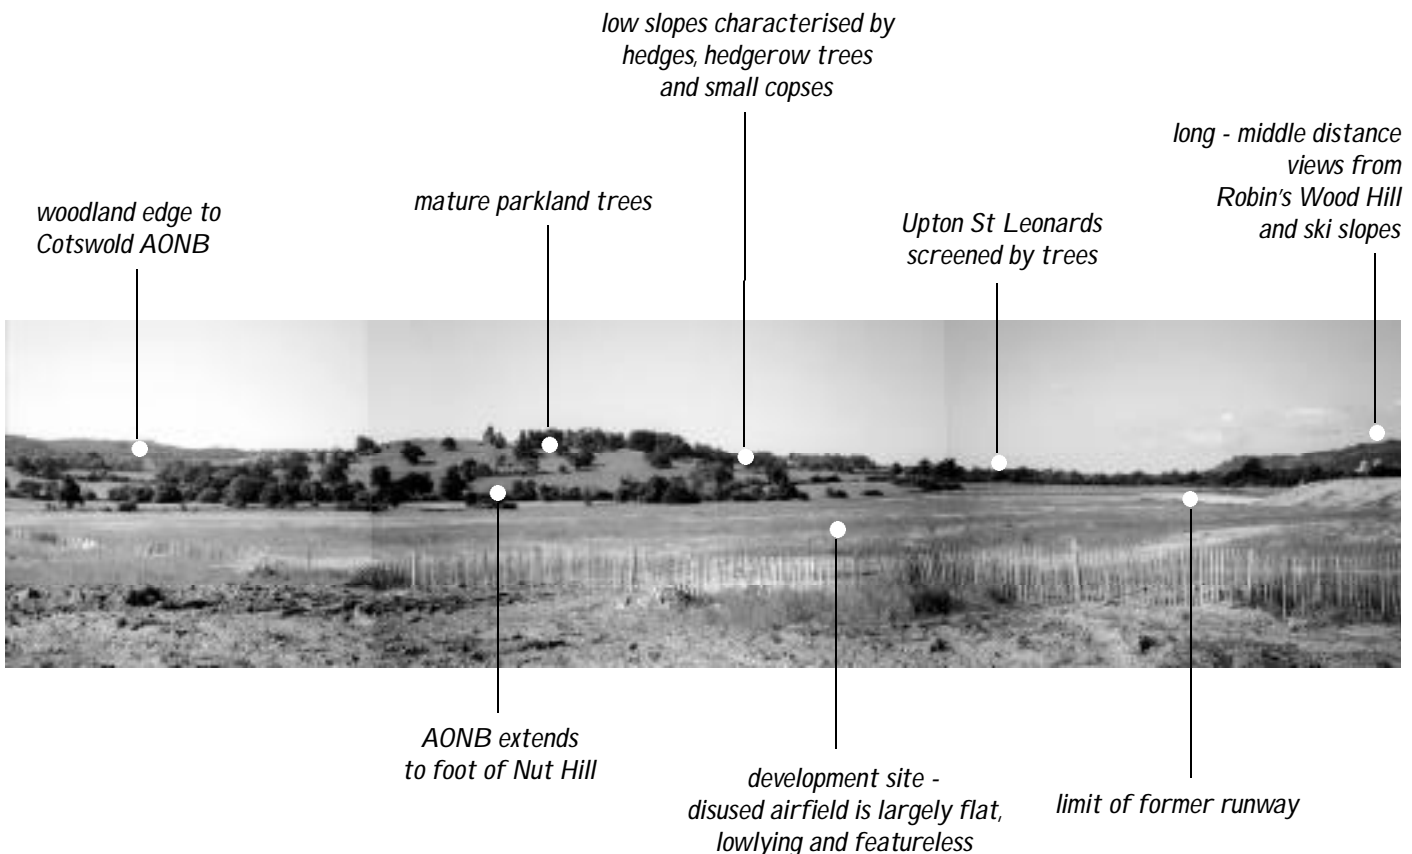 low slopes characterised by
hedges, hedgerow trees
and small copses
long - middle distance
views from
Robin's Wood Hill
and ski slopes
mature parkland trees
woodland edge to
Cotswold AONB
Upton St Leonards
screened by trees
AONB extends
to foot of Nut Hill
development site -
disused airfield is largely flat,
lowlying and featureless
limit of former runway